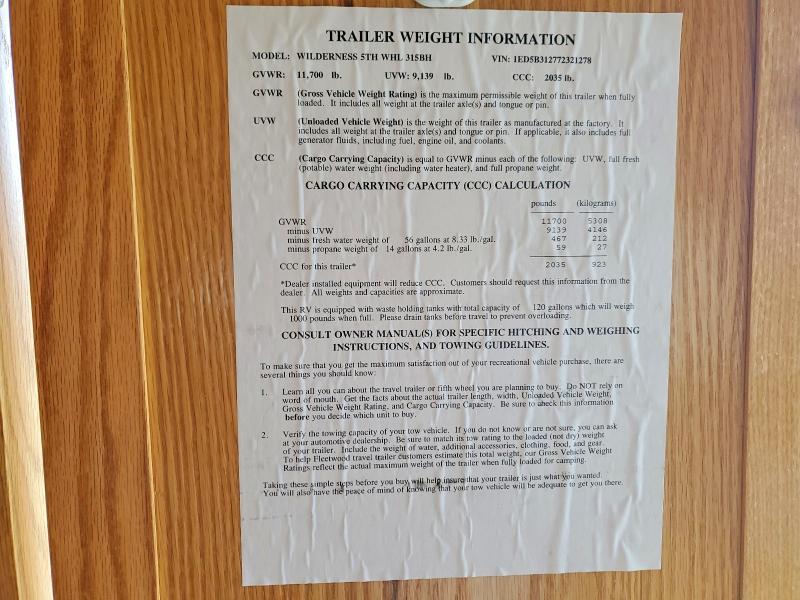 TRAILER WEIGHT INFORMATION
MODEL: WILDERNESS 5TH WHL 315BH VIN: 1ED5B312772321278
GVWR: 11,700 lb. UVW: 9,139 lb. CCC: 2035 lb.
GVWR (Gross Vehicle Weight Rating) is the maximum permissible weight of this trailer when fully
loaded. It includes all weight at the trailer axle(s) and tongue or pin.
UVW (Unloaded Vehicle Weight) is the weight of this trailer as manufactured at the factory. It
includes all weight at the trailer axle(s) and tongue or pin. If applicable, it also includes full
generator fluids, including fuel, engine oil, and coolants.
CCC (Cargo Carrying Capacity) is equal to GVWR minus each of the following: UVW, full fresh
(potable) water weight (including water heater), and full propane weight.
CARGO CARRYING CAPACITY (CCC) CALCULATION
pounds (kilograms)
GVWR 11700 5308
minus UVW 9139 4146
minus fresh water weight of 56 gallons at 8.33 lb./gal. 467 212
minus propane weight of 14 gallons at 4.2 lb./gal. 59 27
CCC for this trailer* 2035 923
*Dealer installed equipment will reduce CCC. Customers should request this information from the
dealer. All weights and capacities are approximate.
This RV is equipped with waste holding tanks with total capacity of 120 gallons which will weigh
1000 pounds when full. Please drain tanks before travel to prevent overloading.
CONSULT OWNER MANUAL(S) FOR SPECIFIC HITCHING AND WEIGHING
INSTRUCTIONS, AND TOWING GUIDELINES.
To make sure that you get the maximum satisfaction out of your recreational vehicle purchase, there are
several things you should know:
1. Learn all you can about the travel trailer or fifth wheel you are planning to buy. Do NOT rely on
word of mouth. Get the facts about the actual trailer length, width, Unloaded Vehicle Weight,
Gross Vehicle Weight Rating, and Cargo Carrying Capacity. Be sure to check this information
before you decide which unit to buy.
2. Verify the towing capacity of your tow vehicle. If you do not know or are not sure, you can ask
at your automotive dealership. Be sure to match its tow rating to the loaded (not dry) weight
of your trailer. Include the weight of water, additional accessories, clothing, food, and gear.
To help Fleetwood travel trailer customers estimate this total weight, our Gross Vehicle Weight
Ratings reflect the actual maximum weight of the trailer when fully loaded for camping.
Taking these simple steps before you buy will help insure that your trailer is just what you wanted.
You will also have the peace of mind of knowing that your tow vehicle will be adequate to get you there.